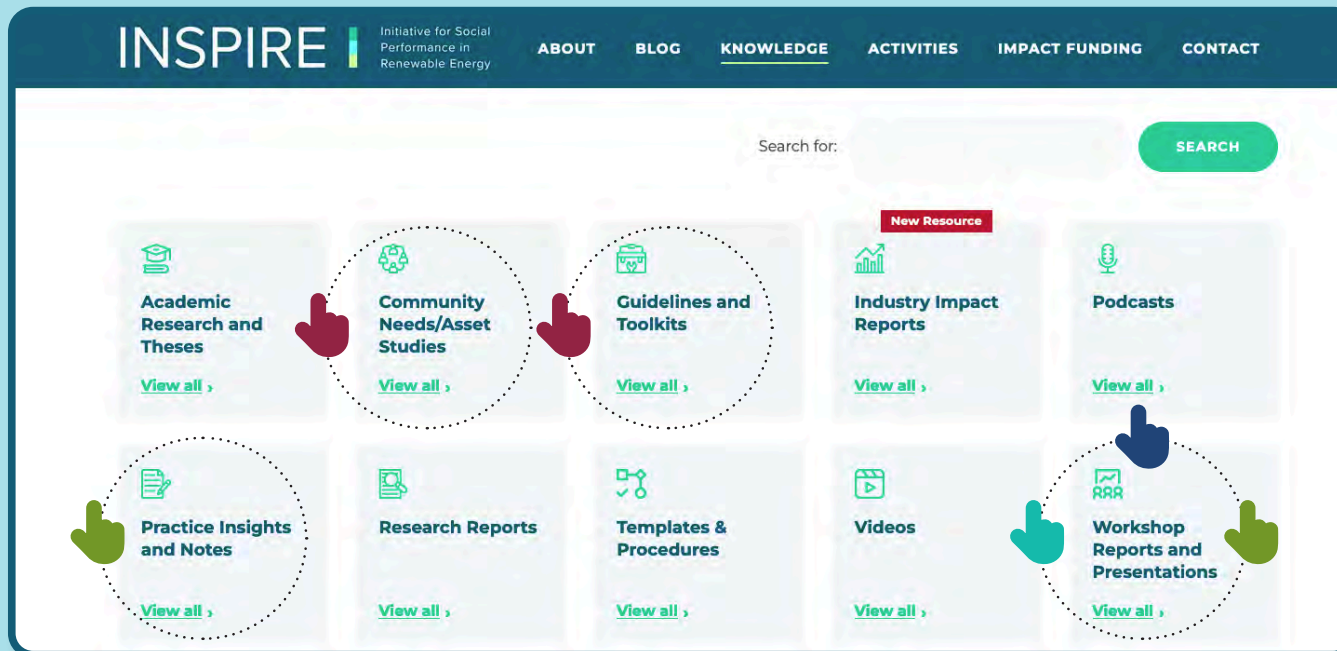 INSPIRE
Initiative for Social
Performance in
Renewable Energy
ABOUT BLOG KNOWLEDGE ACTIVITIES IMPACT FUNDING CONTACT
Search for:
SEARCH
New Resource
Academic
Research and
Theses
View all ›
Community
Needs/Asset
Studies
View all ›
Guidelines and
Toolkits
View all ›
Industry Impact
Reports
View all ›
Podcasts
View all ›
Practice Insights
and Notes
View all ›
Research Reports
View all ›
Templates &
Procedures
View all ›
Videos
View all ›
Workshop
Reports and
Presentations
View all ›